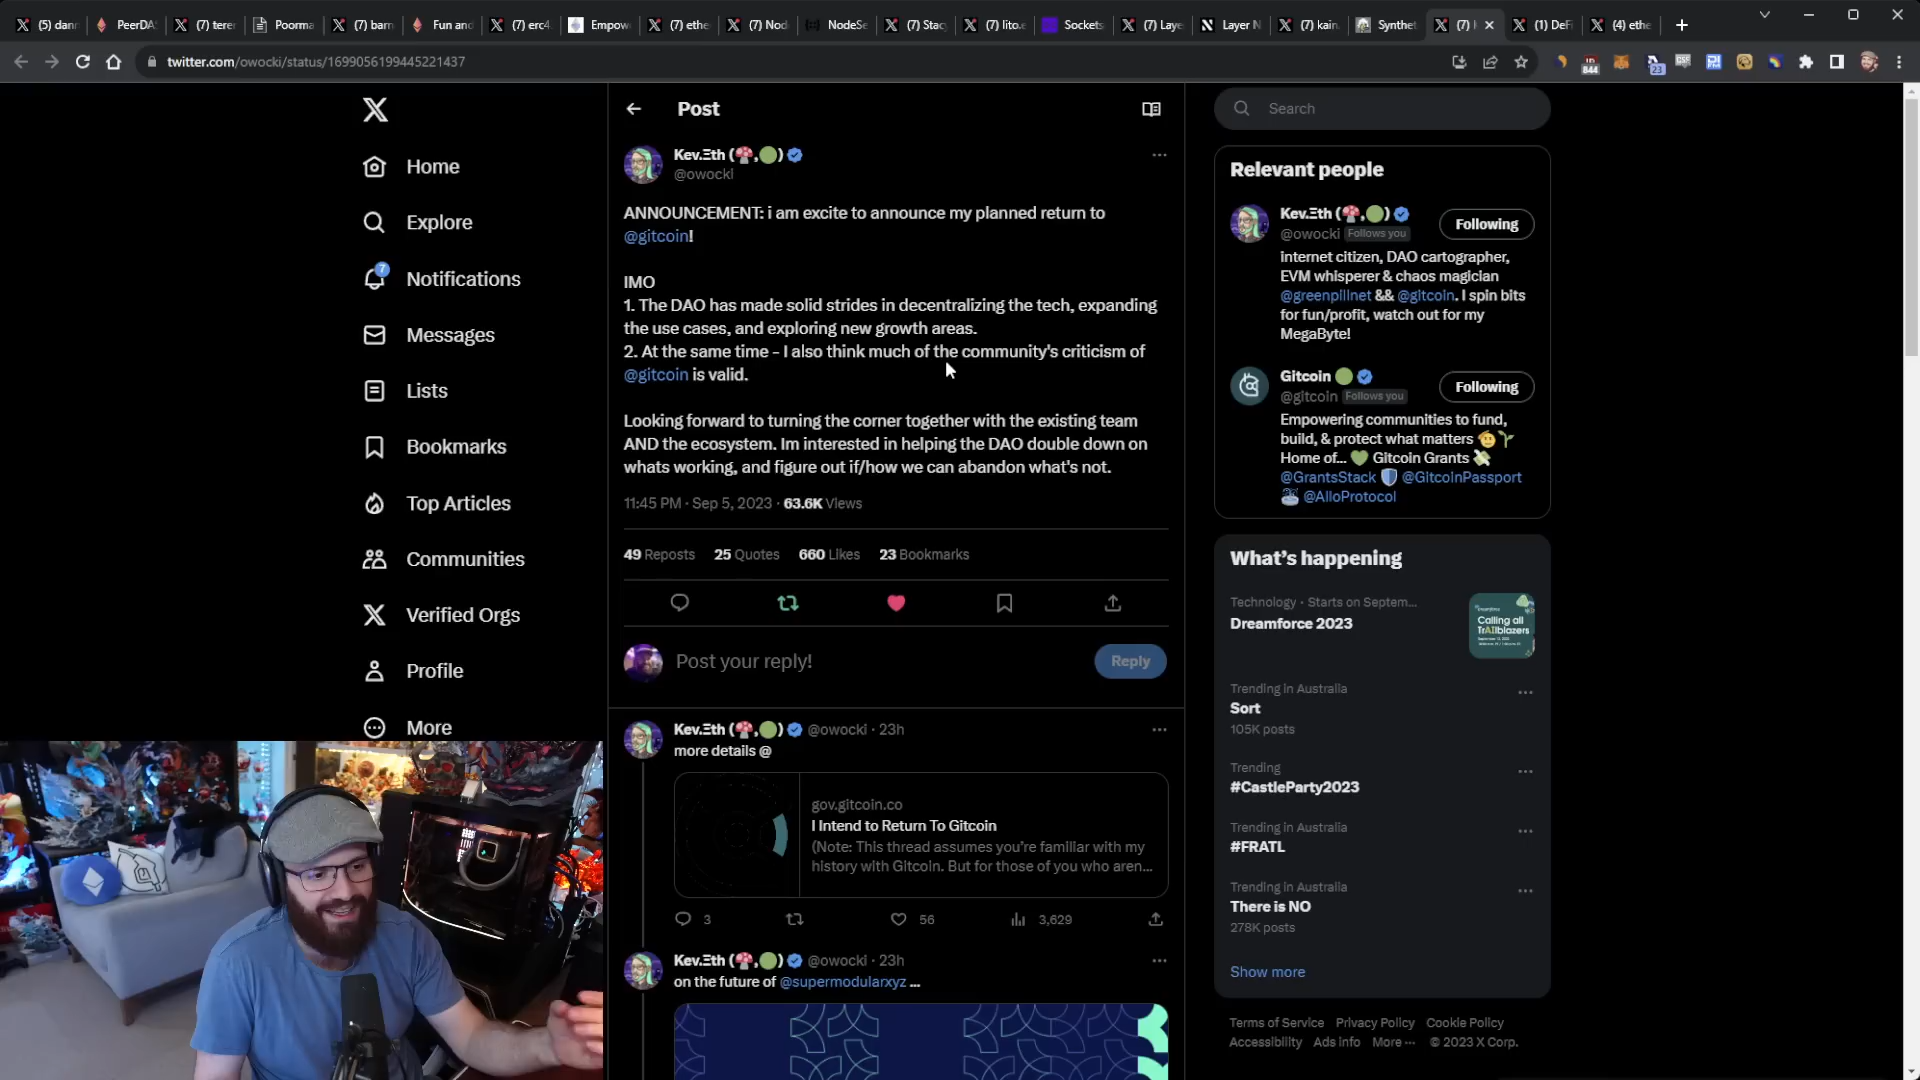 (5) dann
PeerDA
(7) terer
Poorma
(7) barn
Fun and
(7) erc4
Empow
(7) ethe
(7) Nod
NodeSe
(7) Stac
(7) lito.e
Sockets
(7) Laye
Layer N
(7) kain.
Synthet
(7)
(1) DeFi
(4) ethe
twitter.com/owocki/status/1699056199445221437
844
23
Home
Explore
7
Notifications
Messages
Lists
Bookmarks
Top Articles
Communities
Verified Orgs
Profile
More
Post
Kev.Ξth (🍄,🟢)
@owocki
ANNOUNCEMENT: i am excite to announce my planned return to
@gitcoin!
IMO
1. The DAO has made solid strides in decentralizing the tech, expanding
the use cases, and exploring new growth areas.
2. At the same time - I also think much of the community's criticism of
@gitcoin is valid.
Looking forward to turning the corner together with the existing team
AND the ecosystem. Im interested in helping the DAO double down on
whats working, and figure out if/how we can abandon what's not.
11:45 PM · Sep 5, 2023 · 63.6K Views
49 Reposts 25 Quotes 660 Likes 23 Bookmarks
Post your reply!
Reply
Kev.Ξth (🍄,🟢) @owocki · 23h
more details @
gov.gitcoin.co
I Intend to Return To Gitcoin
(Note: This thread assumes you're familiar with my
history with Gitcoin. But for those of you who aren...
3
56
3,629
Kev.Ξth (🍄,🟢) @owocki · 23h
on the future of @supermodularxyz ...
Search
Relevant people
Kev.Ξth (🍄,🟢)
Following
@owocki Follows you
internet citizen, DAO cartographer,
EVM whisperer & chaos magician
@greenpillnet && @gitcoin. I spin bits
for fun/profit, watch out for my
MegaByte!
Gitcoin 🟢
Following
@gitcoin Follows you
Empowering communities to fund,
build, & protect what matters 🫡🌱
Home of... 💚 Gitcoin Grants 💸
@GrantsStack 🛡 @GitcoinPassport
@AlloProtocol
What's happening
Technology · Starts on Septem...
Dreamforce 2023
Calling all
TrAIlblazers
Trending in Australia
Sort
105K posts
Trending
#CastleParty2023
Trending in Australia
#FRATL
Trending in Australia
There is NO
278K posts
Show more
Terms of Service Privacy Policy Cookie Policy
Accessibility Ads info More ··· © 2023 X Corp.